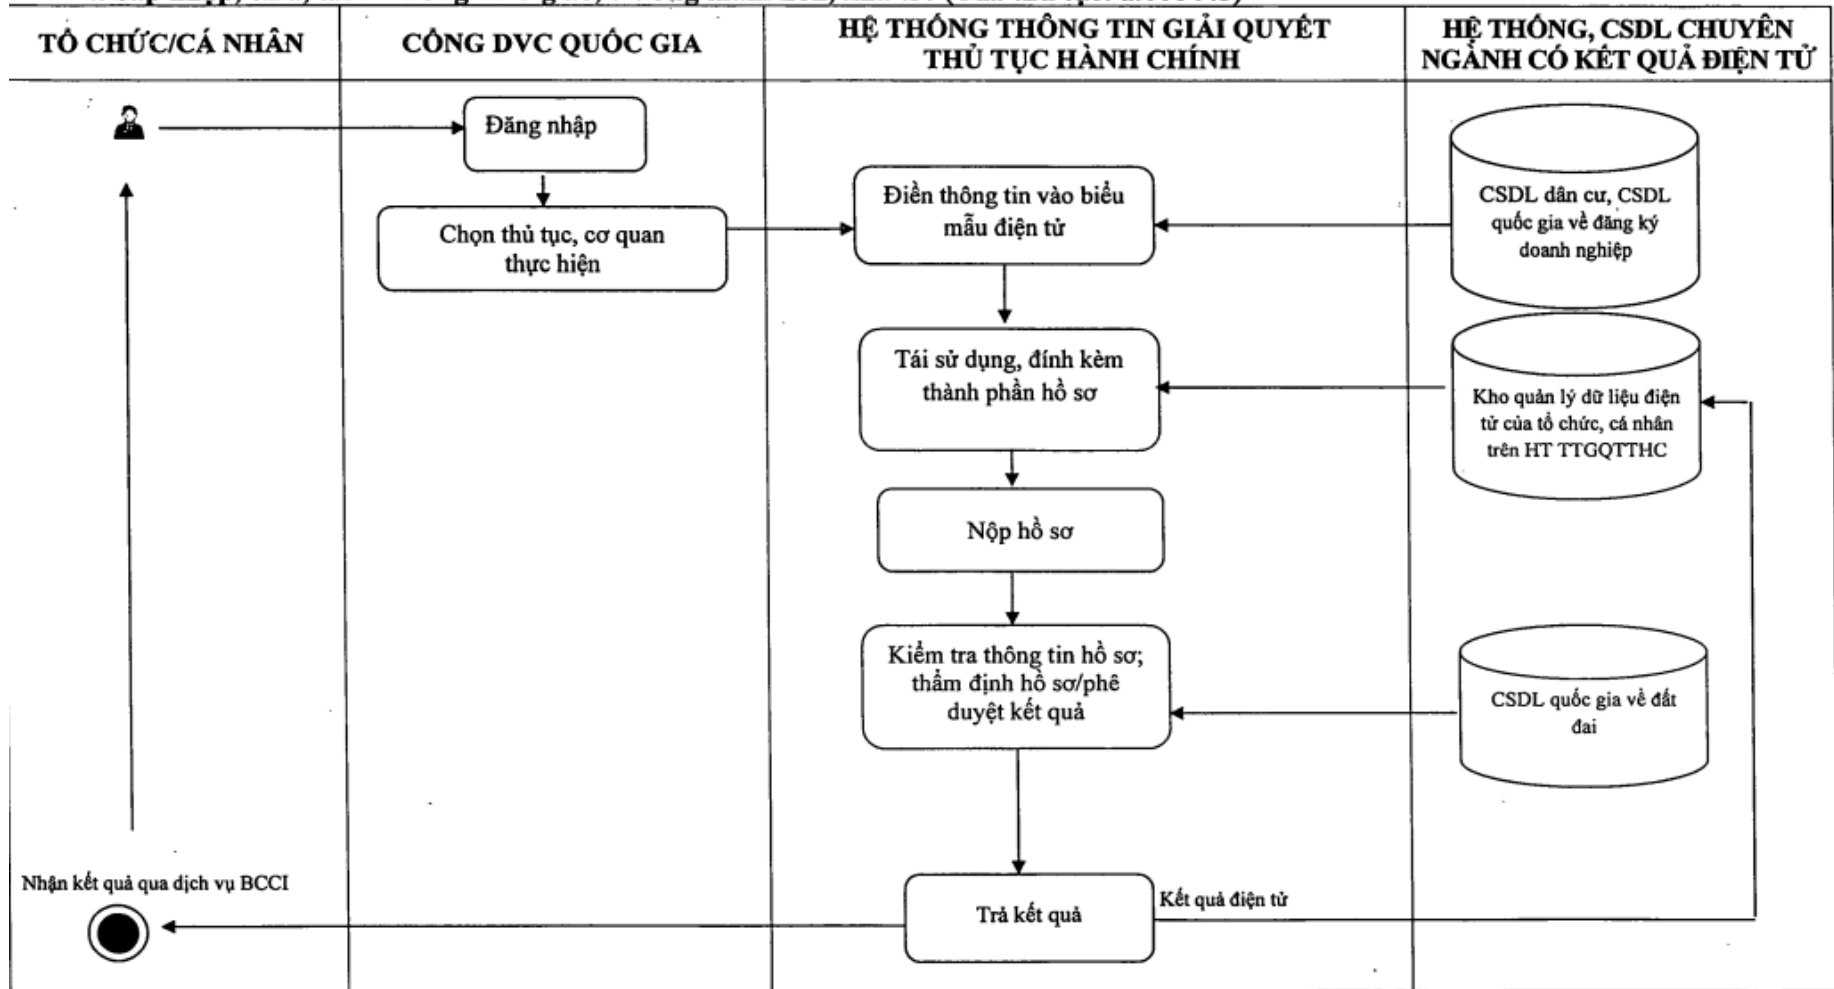 TỔ CHỨC/CÁ NHÂN
CỔNG DVC QUỐC GIA
HỆ THỐNG THÔNG TIN GIẢI QUYẾT
THỦ TỤC HÀNH CHÍNH
HỆ THỐNG, CSDL CHUYÊN
NGÀNH CÓ KẾT QUẢ ĐIỆN TỬ
Đăng nhập
Chọn thủ tục, cơ quan
thực hiện
Điền thông tin vào biểu
mẫu điện tử
CSDL dân cư, CSDL
quốc gia về đăng ký
doanh nghiệp
Tái sử dụng, đính kèm
thành phần hồ sơ
Kho quản lý dữ liệu điện
tử của tổ chức, cá nhân
trên HT TTGQTTHC
Nộp hồ sơ
Kiểm tra thông tin hồ sơ;
thẩm định hồ sơ/phê
duyệt kết quả
CSDL quốc gia về đất
đai
Nhận kết quả qua dịch vụ BCCI
Trả kết quả
Kết quả điện tử